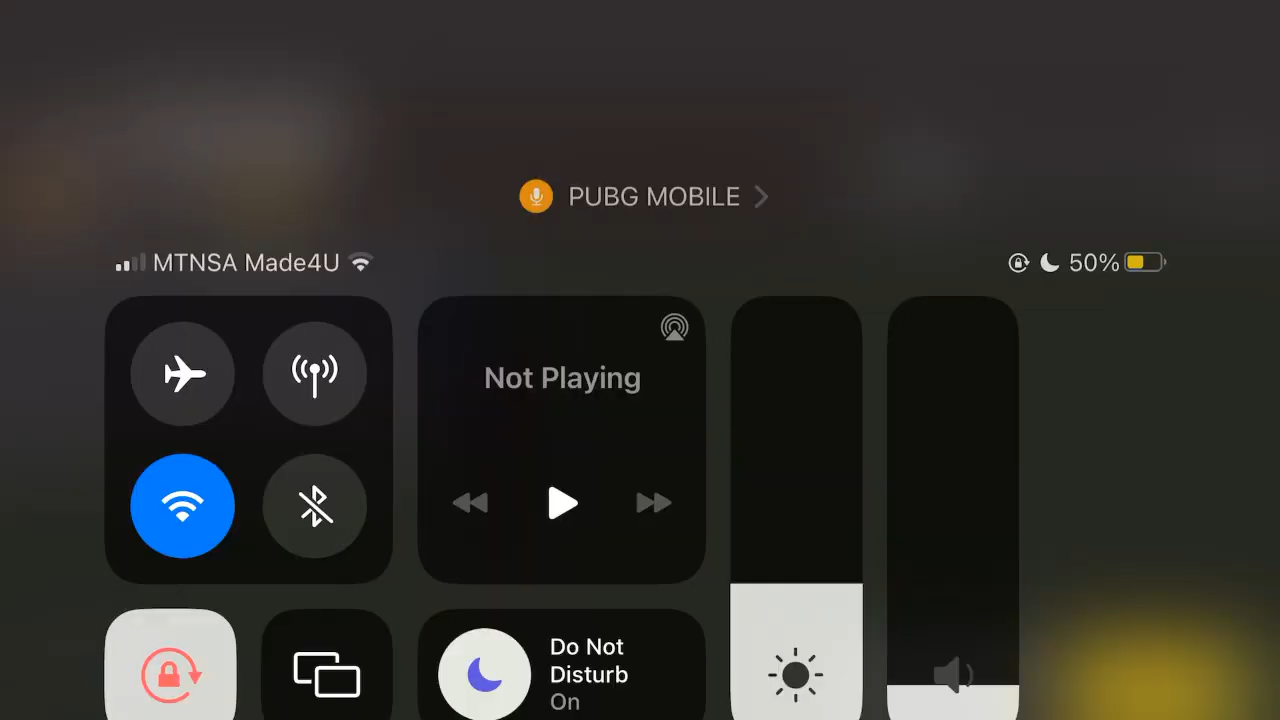 PUBG MOBILE
MTNSA Made4U
50%
Not Playing
Do Not
Disturb
On